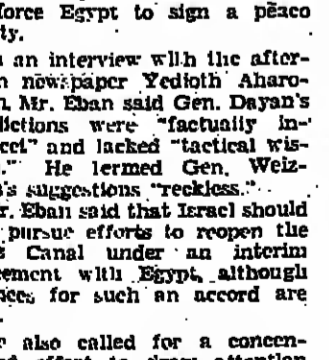 force Egypt to sign a peace
ty.
an interview with the after-
n newspaper Yedioth Aharo-
n, Mr. Eban said Gen. Dayan's
dictions were "factually in-
cect" and lacked "tactical wis-
." He termed Gen. Weiz-
's suggestions "reckless."
r. Eban said that Israel should
pursue efforts to reopen the
s Canal under an interim
cement with Egypt, although
nces for such an accord are
.
also called for a concen-